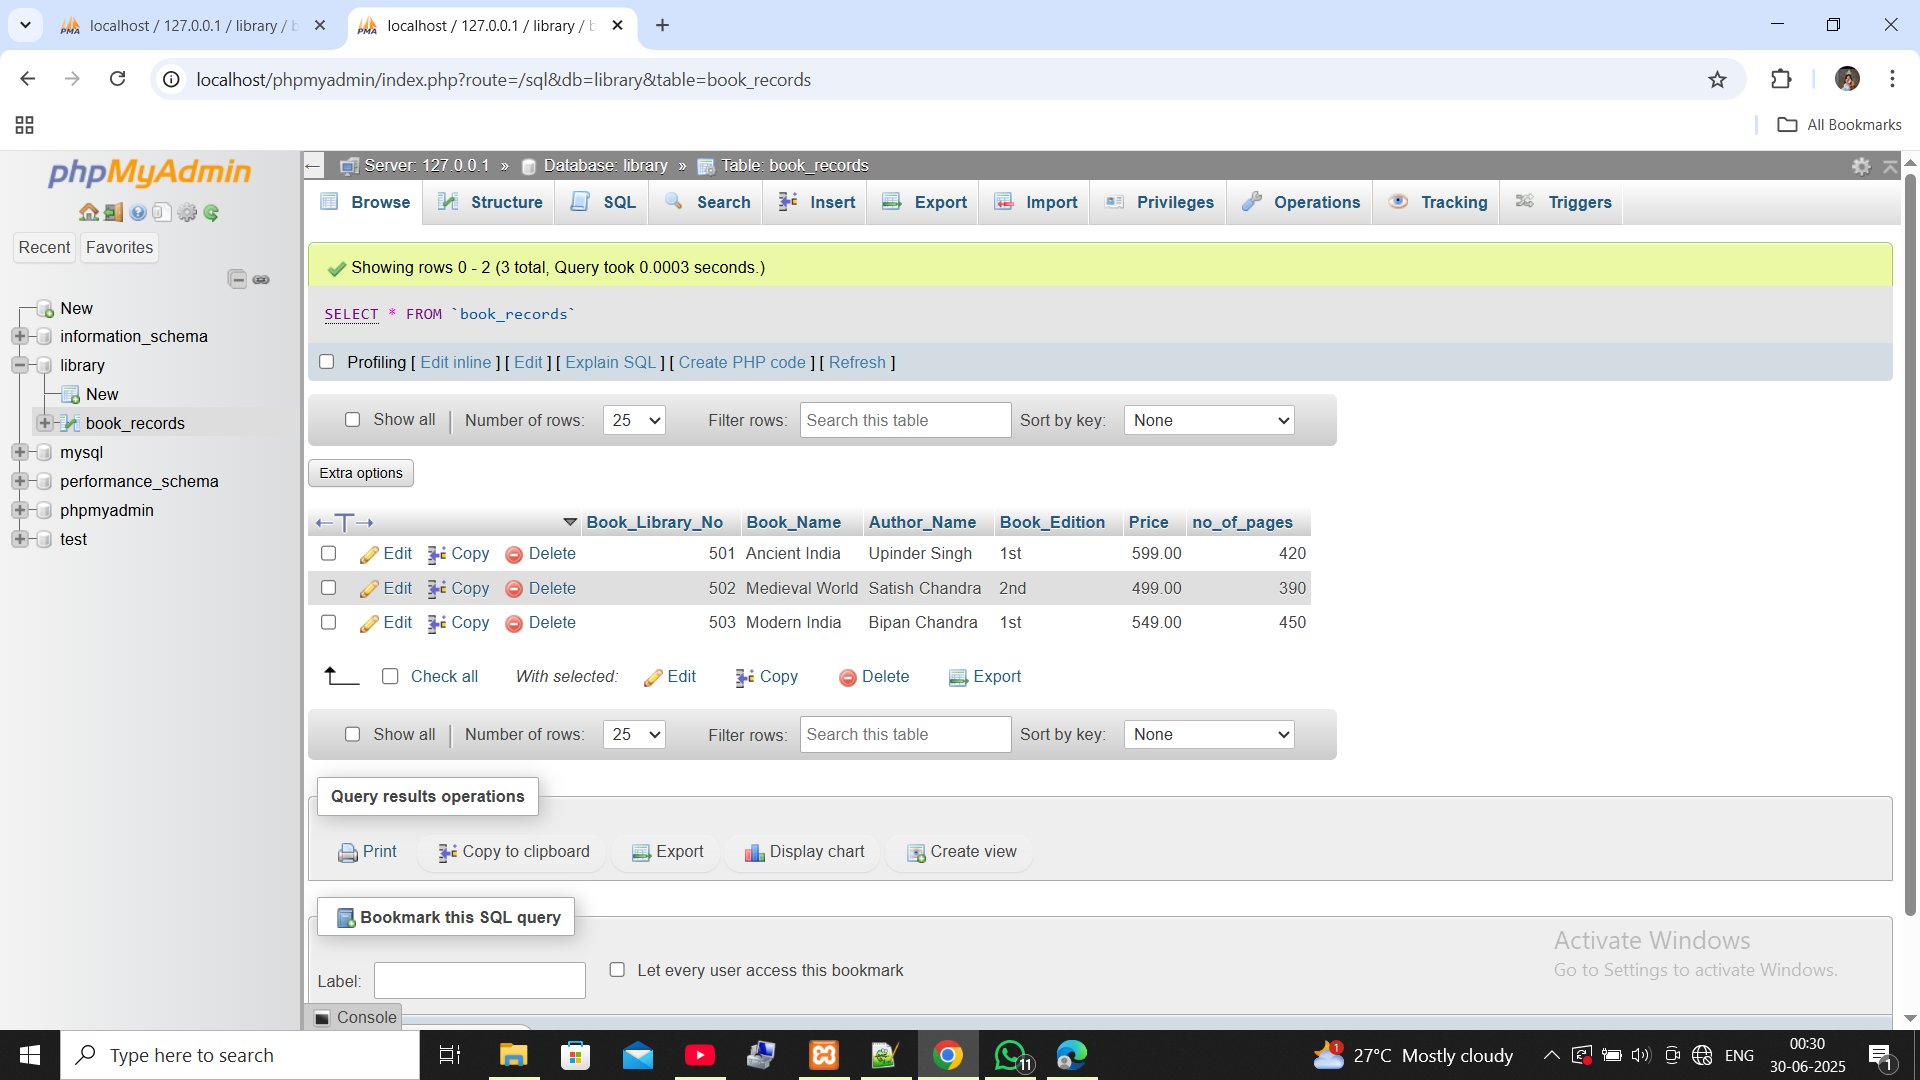 localhost / 127.0.0.1 / library / b
localhost / 127.0.0.1 / library / b
localhost/phpmyadmin/index.php?route=/sql&db=library&table=book_records
All Bookmarks
phpMyAdmin
Recent Favorites
New
information_schema
library
New
book_records
mysql
performance_schema
phpmyadmin
test
Server: 127.0.0.1 » Database: library » Table: book_records
Browse Structure SQL Search Insert Export Import Privileges Operations Tracking Triggers
Showing rows 0 - 2 (3 total, Query took 0.0003 seconds.)
SELECT * FROM `book_records`
Profiling [ Edit inline ] [ Edit ] [ Explain SQL ] [ Create PHP code ] [ Refresh ]
Show all | Number of rows: 25 Filter rows: Search this table Sort by key: None
Extra options
←T→ Book_Library_No Book_Name Author_Name Book_Edition Price no_of_pages
Edit Copy Delete 501 Ancient India Upinder Singh 1st 599.00 420
Edit Copy Delete 502 Medieval World Satish Chandra 2nd 499.00 390
Edit Copy Delete 503 Modern India Bipan Chandra 1st 549.00 450
Check all With selected: Edit Copy Delete Export
Show all | Number of rows: 25 Filter rows: Search this table Sort by key: None
Query results operations
Print Copy to clipboard Export Display chart Create view
Bookmark this SQL query
Label: Let every user access this bookmark
Console
Activate Windows
Go to Settings to activate Windows.
Type here to search
11
1
27°C Mostly cloudy
ENG
00:30
30-06-2025
1